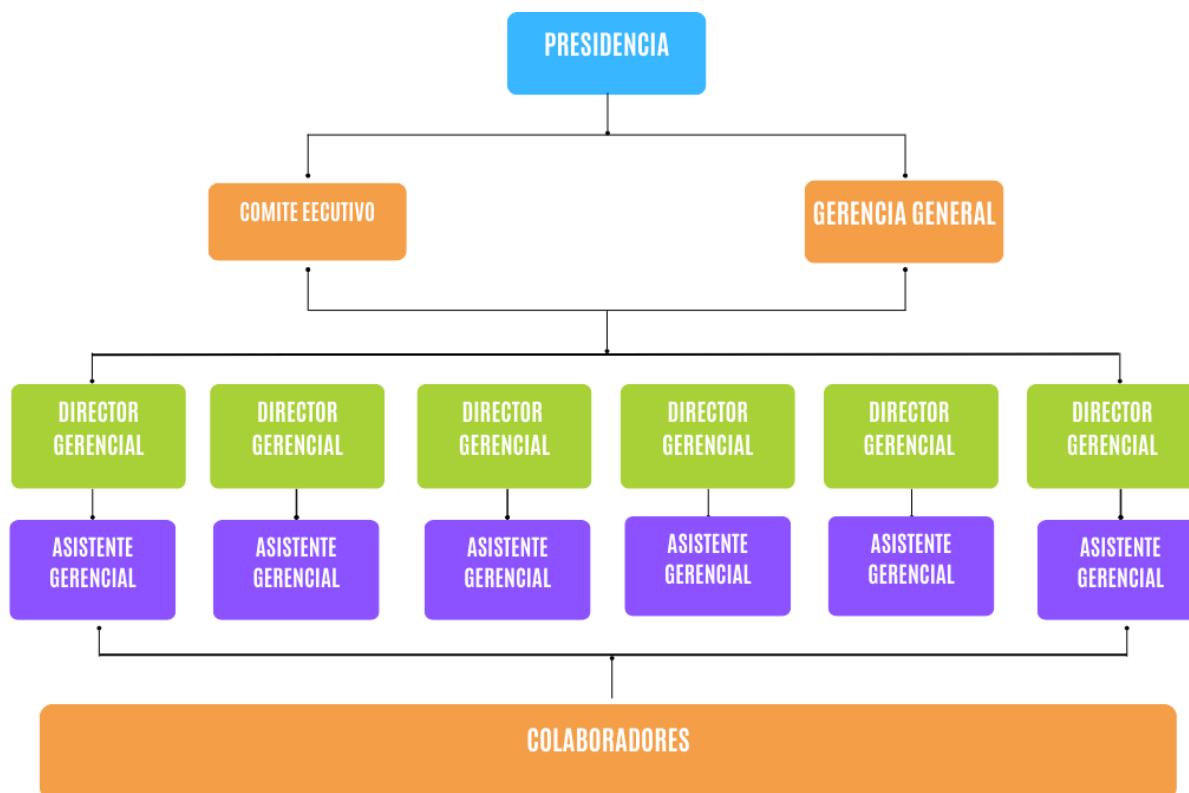 PRESIDENCIA
COMITE EECUTIVO
GERENCIA GENERAL
DIRECTOR
GERENCIAL
DIRECTOR
GERENCIAL
DIRECTOR
GERENCIAL
DIRECTOR
GERENCIAL
DIRECTOR
GERENCIAL
DIRECTOR
GERENCIAL
ASISTENTE
GERENCIAL
ASISTENTE
GERENCIAL
ASISTENTE
GERENCIAL
ASISTENTE
GERENCIAL
ASISTENTE
GERENCIAL
ASISTENTE
GERENCIAL
COLABORADORES